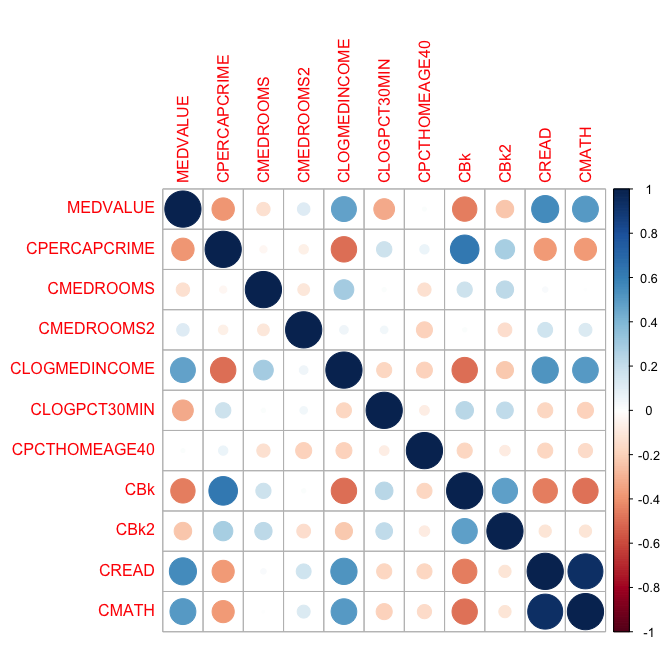 MEDVALUE
CPERCAPCRIME
CMEDROOMS
CMEDROOMS2
CLOGMEDINCOME
CLOGPCT30MIN
CPCTHOMEAGE40
CBk
CBk2
CREAD
CMATH
MEDVALUE
CPERCAPCRIME
CMEDROOMS
CMEDROOMS2
CLOGMEDINCOME
CLOGPCT30MIN
CPCTHOMEAGE40
CBk
CBk2
CREAD
CMATH
1
0.8
0.6
0.4
0.2
0
-0.2
-0.4
-0.6
-0.8
-1